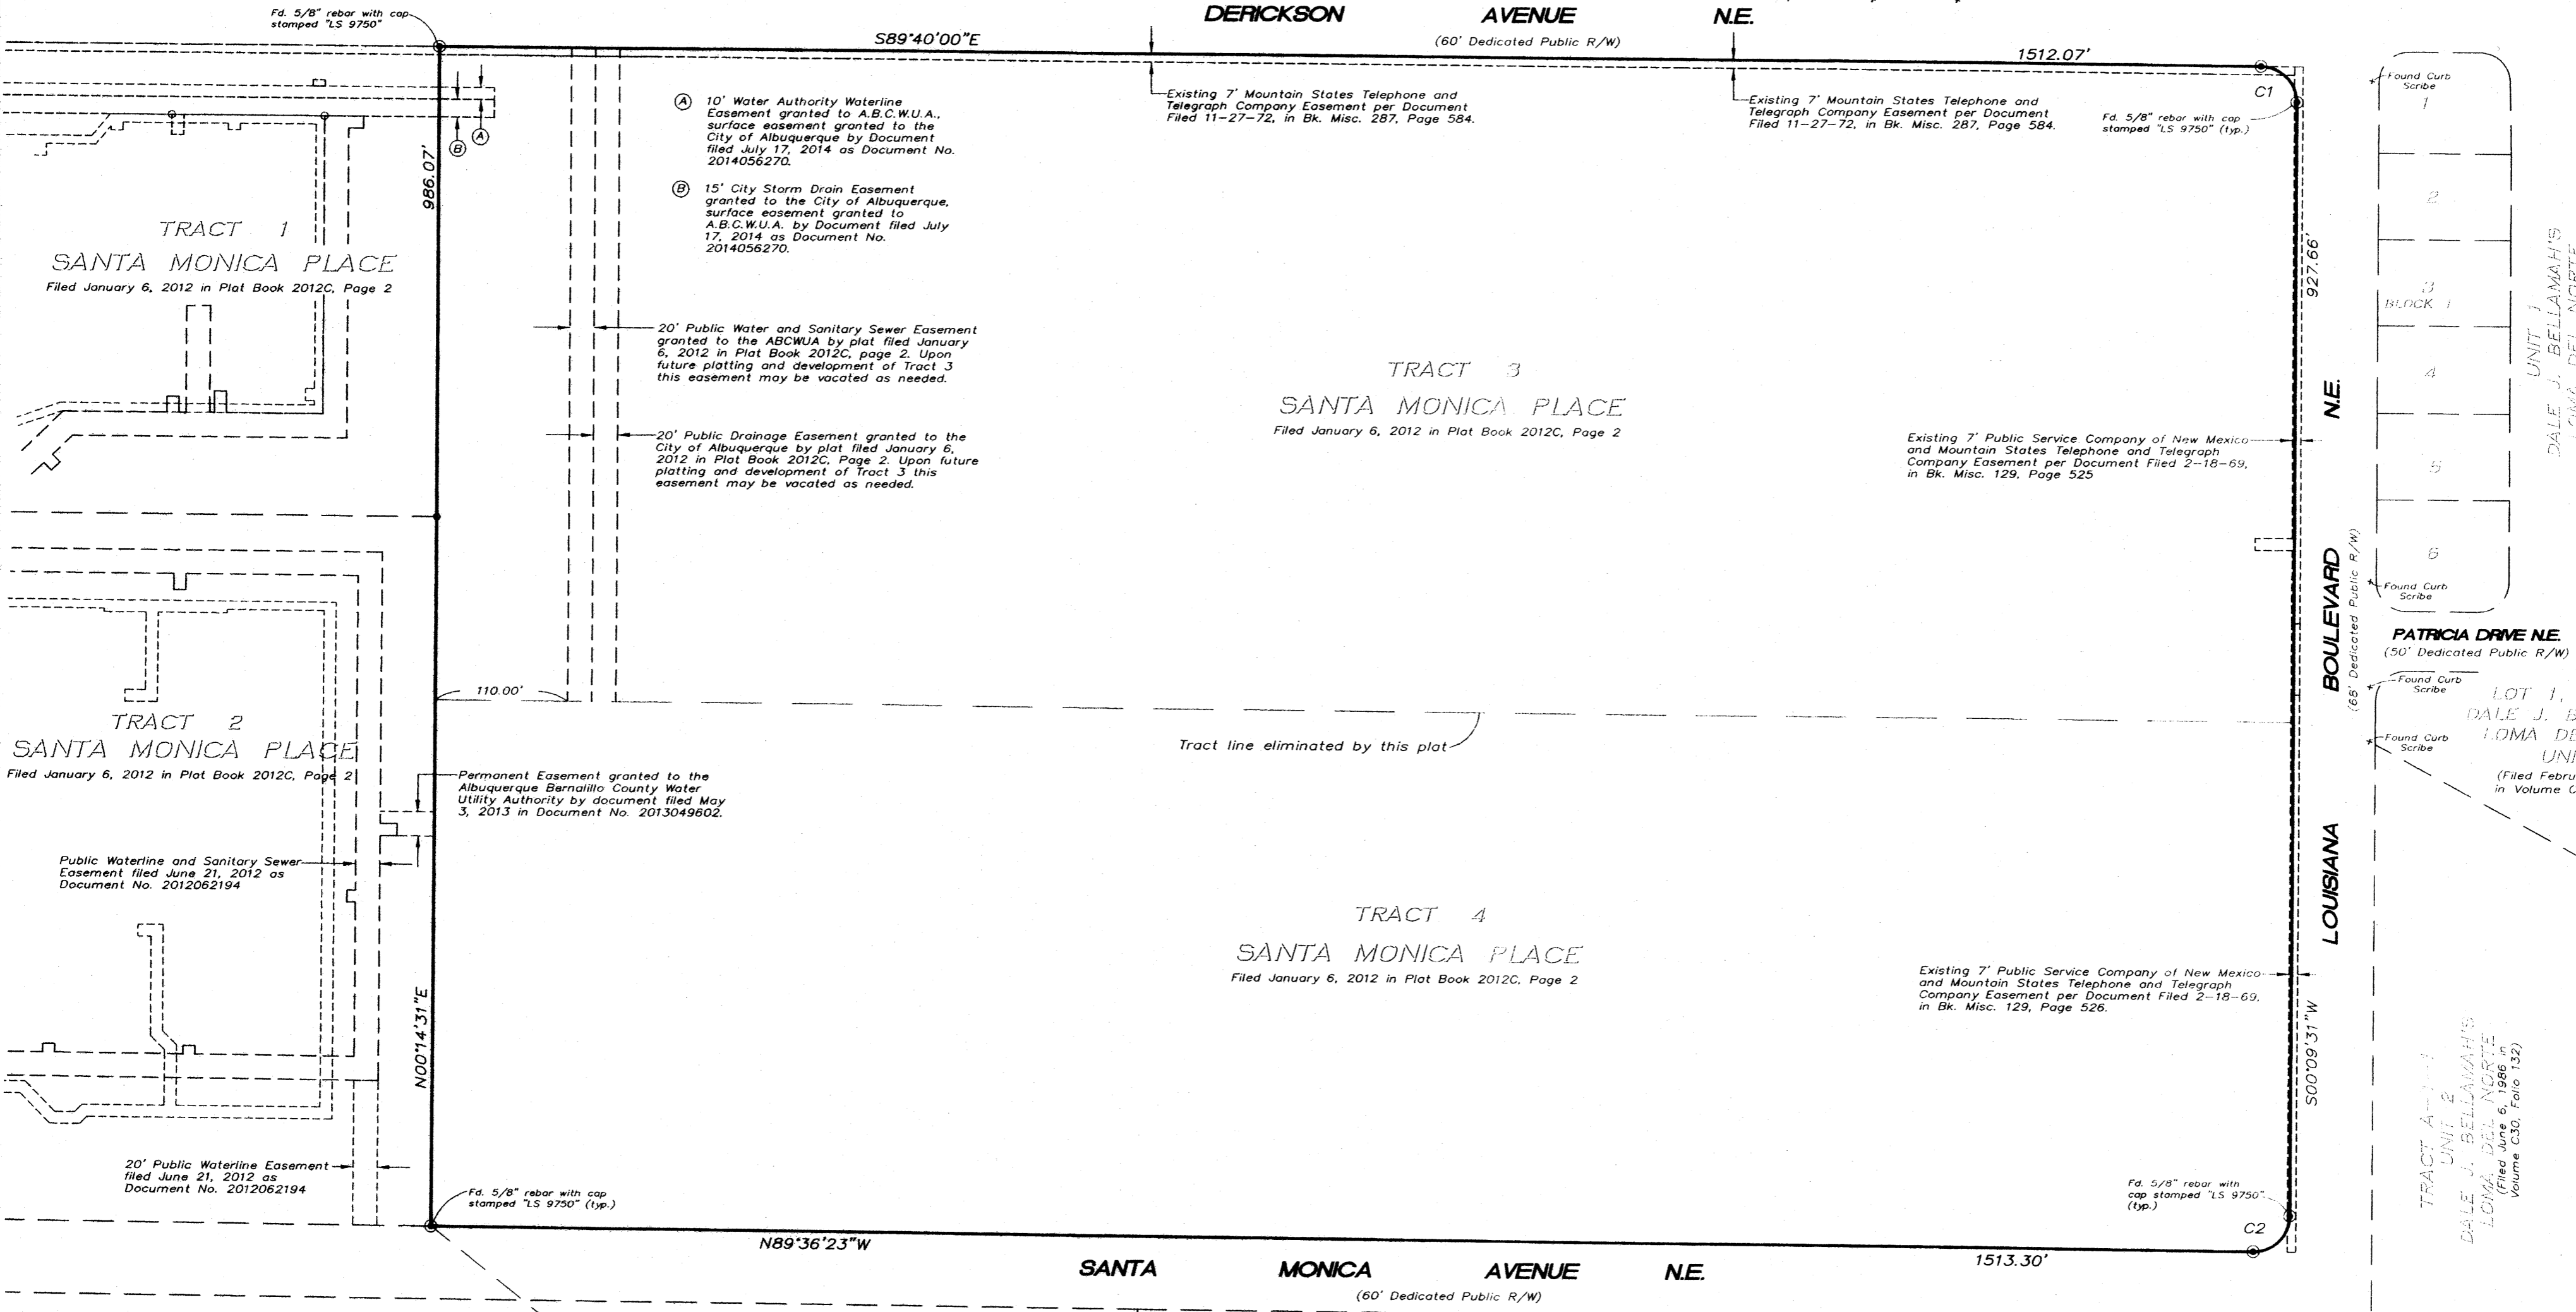 Fd. 5/8" rebar with cap
stamped "LS 9750"
S89°40'00"E
DERICKSON AVENUE N.E.
(60' Dedicated Public R/W)
1512.07'
C1
Fd. 5/8" rebar with cap
stamped "LS 9750" (typ.)
Existing 7' Mountain States Telephone and
Telegraph Company Easement per Document
Filed 11-27-72, in Bk. Misc. 287, Page 584.
Existing 7' Mountain States Telephone and
Telegraph Company Easement per Document
Filed 11-27-72, in Bk. Misc. 287, Page 584.
A
B
986.07'
A 10' Water Authority Waterline
Easement granted to A.B.C.W.U.A.,
surface easement granted to the
City of Albuquerque by Document
filed July 17, 2014 as Document No.
2014056270.
B 15' City Storm Drain Easement
granted to the City of Albuquerque,
surface easement granted to
A.B.C.W.U.A. by Document filed July
17, 2014 as Document No.
2014056270.
TRACT 1
SANTA MONICA PLACE
Filed January 6, 2012 in Plat Book 2012C, Page 2
20' Public Water and Sanitary Sewer Easement
granted to the ABCWUA by plat filed January
6, 2012 in Plat Book 2012C, page 2. Upon
future platting and development of Tract 3
this easement may be vacated as needed.
20' Public Drainage Easement granted to the
City of Albuquerque by plat filed January 6,
2012 in Plat Book 2012C, Page 2. Upon future
platting and development of Tract 3 this
easement may be vacated as needed.
TRACT 3
SANTA MONICA PLACE
Filed January 6, 2012 in Plat Book 2012C, Page 2
927.66'
Existing 7' Public Service Company of New Mexico
and Mountain States Telephone and Telegraph
Company Easement per Document Filed 2-18-69,
in Bk. Misc. 129, Page 525
Found Curb
Scribe
1
2
3
BLOCK 1
4
5
6
Found Curb
Scribe
UNIT 1
DALE J. BELLAMAH'S
LOMA DEL NORTE
LOUISIANA BOULEVARD N.E.
(66' Dedicated Public R/W)
PATRICIA DRIVE N.E.
(50' Dedicated Public R/W)
Found Curb
Scribe
Found Curb
Scribe
LOT 1,
DALE J. B
LOMA DE
UNI
(Filed Febru
in Volume C
110.00'
Tract line eliminated by this plat
TRACT 2
SANTA MONICA PLACE
Filed January 6, 2012 in Plat Book 2012C, Page 2
Permanent Easement granted to the
Albuquerque Bernalillo County Water
Utility Authority by document filed May
3, 2013 in Document No. 2013049602.
Public Waterline and Sanitary Sewer
Easement filed June 21, 2012 as
Document No. 2012062194
TRACT 4
SANTA MONICA PLACE
Filed January 6, 2012 in Plat Book 2012C, Page 2
Existing 7' Public Service Company of New Mexico
and Mountain States Telephone and Telegraph
Company Easement per Document Filed 2-18-69,
in Bk. Misc. 129, Page 526.
N00°14'31"E
S00°09'31"W
TRACT
UNIT 2
DALE J. BELLAMAH'S
LOMA DEL NORTE
(Filed June 6, 1986 in
Volume C30, Folio 132)
20' Public Waterline Easement
filed June 21, 2012 as
Document No. 2012062194
Fd. 5/8" rebar with cap
stamped "LS 9750" (typ.)
Fd. 5/8" rebar with
cap stamped "LS 9750"
(typ.)
C2
N89°36'23"W
1513.30'
SANTA MONICA AVENUE N.E.
(60' Dedicated Public R/W)